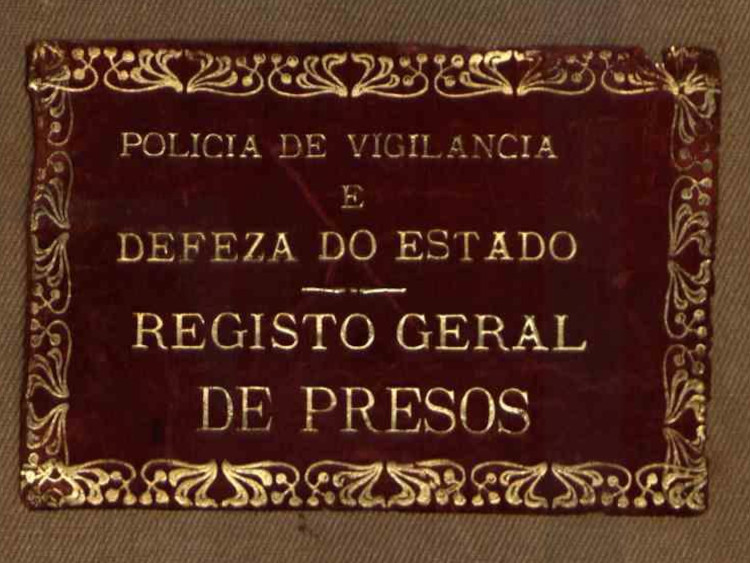 POLICIA DE VIGILANCIA
E
DEFEZA DO ESTADO
REGISTO GERAL
DE PRESOS